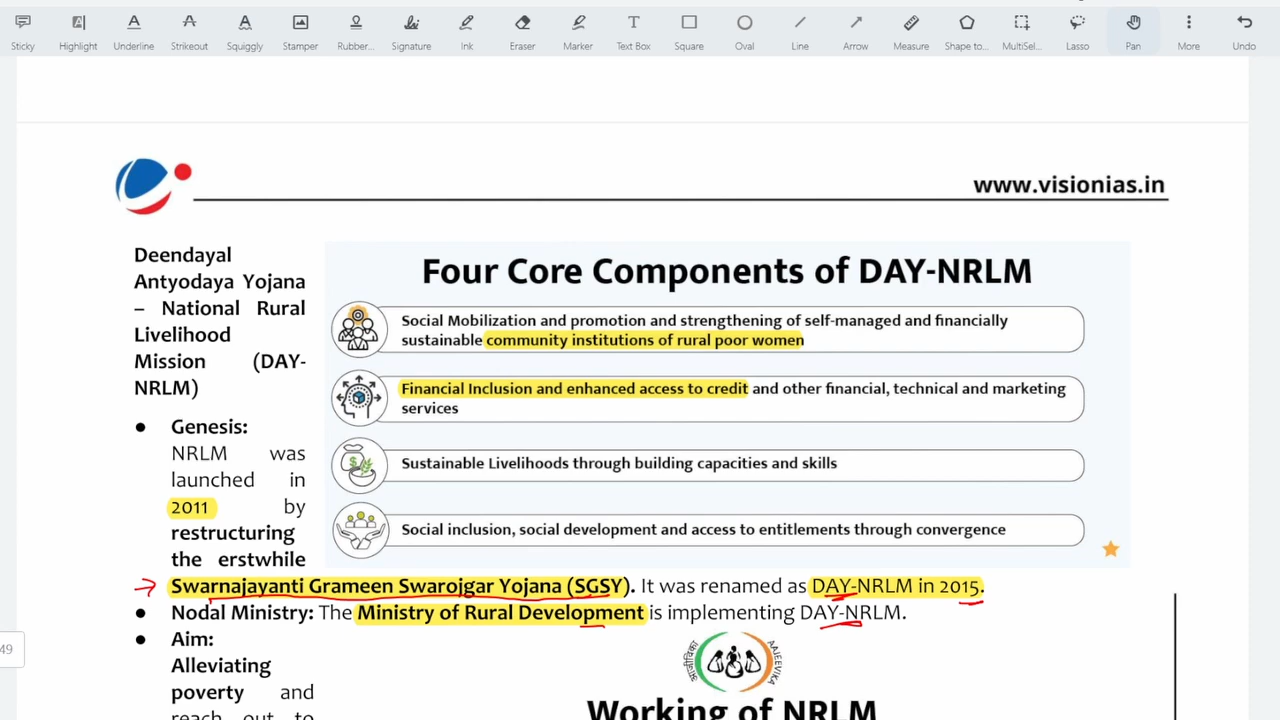 Sticky
Highlight
Underline
Strikeout
Squiggly
Stamper
Rubber...
Signature
Ink
Eraser
Marker
Text Box
Square
Oval
Line
Arrow
Measure
Shape to...
MultiSel...
Lasso
Pan
More
Undo
www.visionias.in
Deendayal
Antyodaya Yojana
– National Rural
Livelihood
Mission (DAY-
NRLM)
● Genesis:
NRLM was
launched in
2011 by
restructuring
the erstwhile
Four Core Components of DAY-NRLM
Social Mobilization and promotion and strengthening of self-managed and financially
sustainable community institutions of rural poor women
Financial Inclusion and enhanced access to credit and other financial, technical and marketing
services
Sustainable Livelihoods through building capacities and skills
Social inclusion, social development and access to entitlements through convergence
Swarnajayanti Grameen Swarojgar Yojana (SGSY). It was renamed as DAY-NRLM in 2015.
● Nodal Ministry: The Ministry of Rural Development is implementing DAY-NRLM.
● Aim:
Alleviating
poverty and
reach out to
49
आजीविका
AAJEEVIKA
Working of NRLM